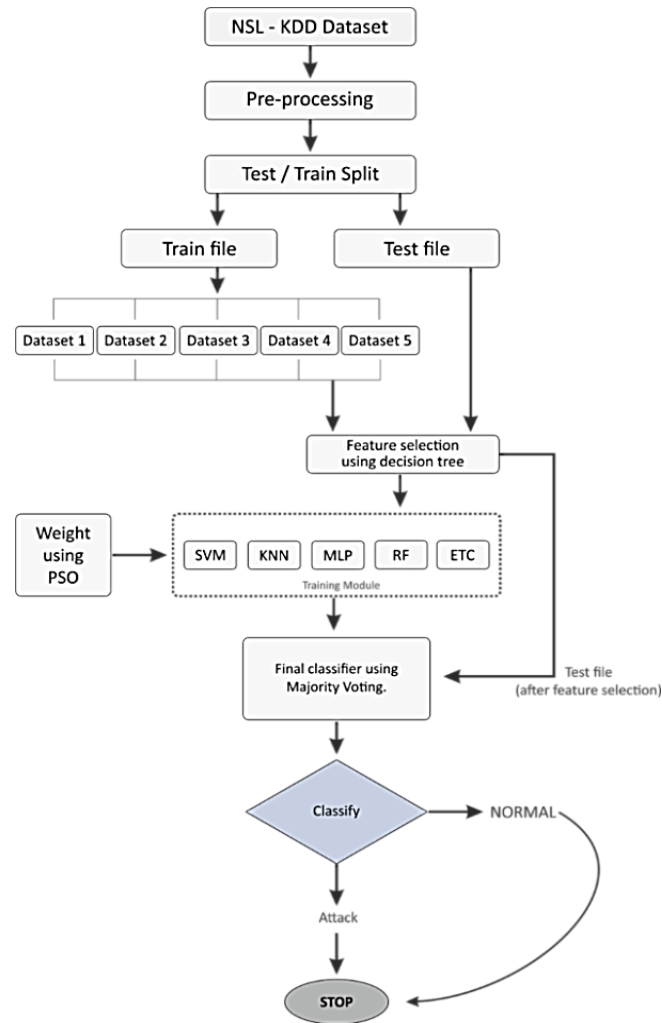 NSL - KDD Dataset
Pre-processing
Test / Train Split
Train file
Test file
Dataset 1
Dataset 2
Dataset 3
Dataset 4
Dataset 5
Feature selection
using decision tree
Weight
using
PSO
SVM
KNN
MLP
RF
ETC
Training Module
Final classifier using
Majority Voting.
Test file
(after feature selection)
Classify
NORMAL
Attack
STOP